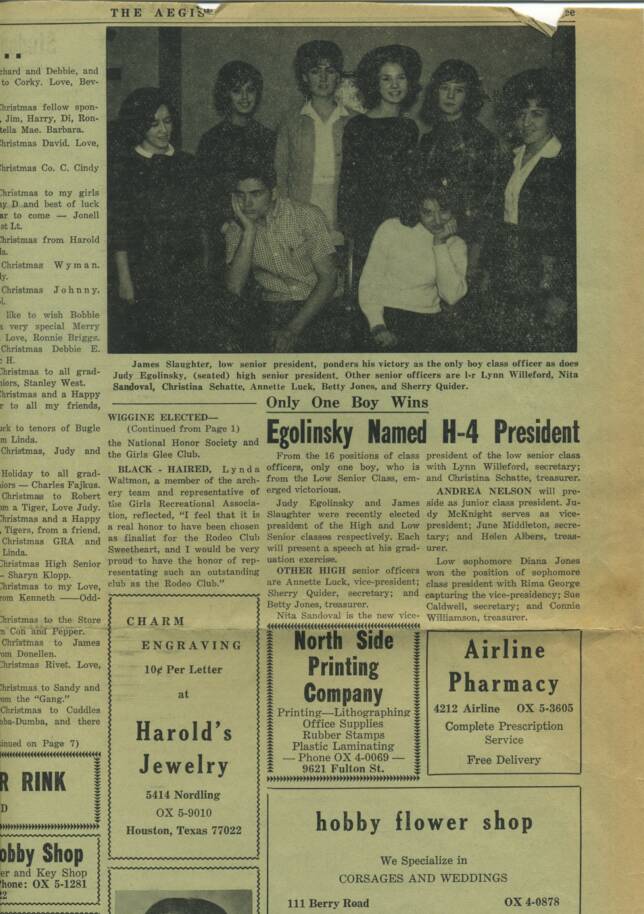 THE AEGIS
chard and Debbie, and
to Corky. Love, Bev-
Christmas fellow spon-
, Jim, Harry, Di, Ron-
tella Mae. Barbara.
Christmas David. Love,
Christmas Co. C. Cindy
Christmas to my girls
ny D and best of luck
ar to come — Jonell
st Lt.
Christmas from Harold
la.
Christmas Wyman.
ly.
Christmas Johnny.
ol.
like to wish Bobbie
a very special Merry
Love, Ronnie Briggs.
Christmas Debbie E.
c H.
Christmas to all grad-
niors, Stanley West.
Christmas and a Happy
r to all my friends,
uck to tenors of Bugle
m Linda.
Christmas, Judy and
Holiday to all grad-
niors — Charles Fajkus.
Christmas to Robert
om a Tiger, Love Judy.
Christmas and a Happy
, Tigers, from a friend.
Christmas GRA and
Linda.
Christmas High Senior
— Sharyn Klopp.
Christmas to my Love,
rom Kenneth ——Odd-
Christmas to the Store
m Con and Pepper.
Christmas to James
om Donellen.
Christmas Rivet. Love,
Christmas to Sandy and
om the "Gang."
Christmas to Cuddles
ba-Dumba, and there
inued on Page 7)
R RINK
D
obby Shop
er and Key Shop
Phone: OX 5-1281
22
James Slaughter, low senior president, ponders his victory as the only boy class officer as does
Judy Egolinsky, (seated) high senior president. Other senior officers are l-r Lynn Willeford, Nita
Sandoval, Christina Schatte, Annette Luck, Betty Jones, and Sherry Quider.
WIGGINE ELECTED—
(Continued from Page 1)
the National Honor Society and
the Girls Glee Club.
BLACK - HAIRED, Lynda
Waltmon, a member of the arch-
ery team and representative of
the Girls Recreational Associa-
tion, reflected, "I feel that it is
a real honor to have been chosen
as finalist for the Rodeo Club
Sweetheart, and I would be very
proud to have the honor of rep-
resenting such an outstanding
club as the Rodeo Club."
CHARM
ENGRAVING
10¢ Per Letter
at
Harold's
Jewelry
5414 Nordling
OX 5-9010
Houston, Texas 77022
Only One Boy Wins
Egolinsky Named H-4 President
From the 16 positions of class
officers, only one boy, who is
from the Low Senior Class, em-
erged victorious.
Judy Egolinsky and James
Slaughter were recently elected
president of the High and Low
Senior classes respectively. Each
will present a speech at his grad-
uation exercise.
OTHER HIGH senior officers
are Annette Luck, vice-president;
Sherry Quider, secretary; and
Betty Jones, treasurer.
Nita Sandoval is the new vice-
president of the low senior class
with Lynn Willeford, secretary;
and Christina Schatte, treasurer.
ANDREA NELSON will pre-
side as junior class president. Ju-
dy McKnight serves as vice-
president; June Middleton, secre-
tary; and Helen Albers, treas-
urer.
Low sophomore Diana Jones
won the position of sophomore
class president with Rima George
capturing the vice-presidency; Sue
Caldwell, secretary; and Connie
Williamson, treasurer.
North Side
Printing
Company
Printing—Lithographing
Office Supplies
Rubber Stamps
Plastic Laminating
— Phone OX 4-0069 —
9621 Fulton St.
Airline
Pharmacy
4212 Airline OX 5-3605
Complete Prescription
Service
Free Delivery
hobby flower shop
We Specialize in
CORSAGES AND WEDDINGS
111 Berry Road OX 4-0878